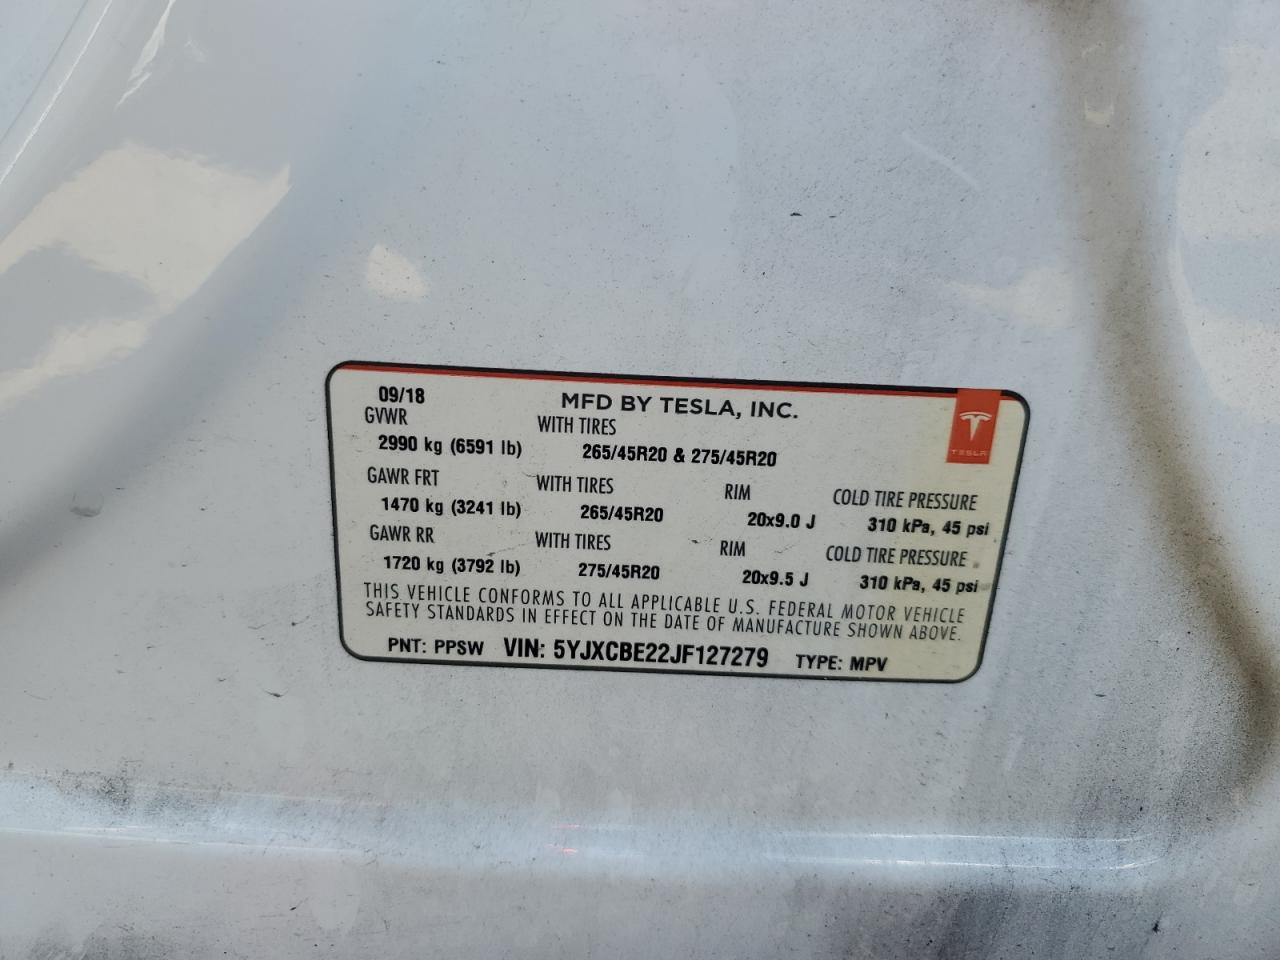 09/18 MFD BY TESLA, INC.
GVWR WITH TIRES
2990 kg (6591 lb) 265/45R20 & 275/45R20
TESLA
GAWR FRT WITH TIRES RIM COLD TIRE PRESSURE
1470 kg (3241 lb) 265/45R20 20x9.0 J 310 kPa, 45 psi
GAWR RR WITH TIRES RIM COLD TIRE PRESSURE
1720 kg (3792 lb) 275/45R20 20x9.5 J 310 kPa, 45 psi
THIS VEHICLE CONFORMS TO ALL APPLICABLE U.S. FEDERAL MOTOR VEHICLE
SAFETY STANDARDS IN EFFECT ON THE DATE OF MANUFACTURE SHOWN ABOVE.
PNT: PPSW VIN: 5YJXCBE22JF127279 TYPE: MPV